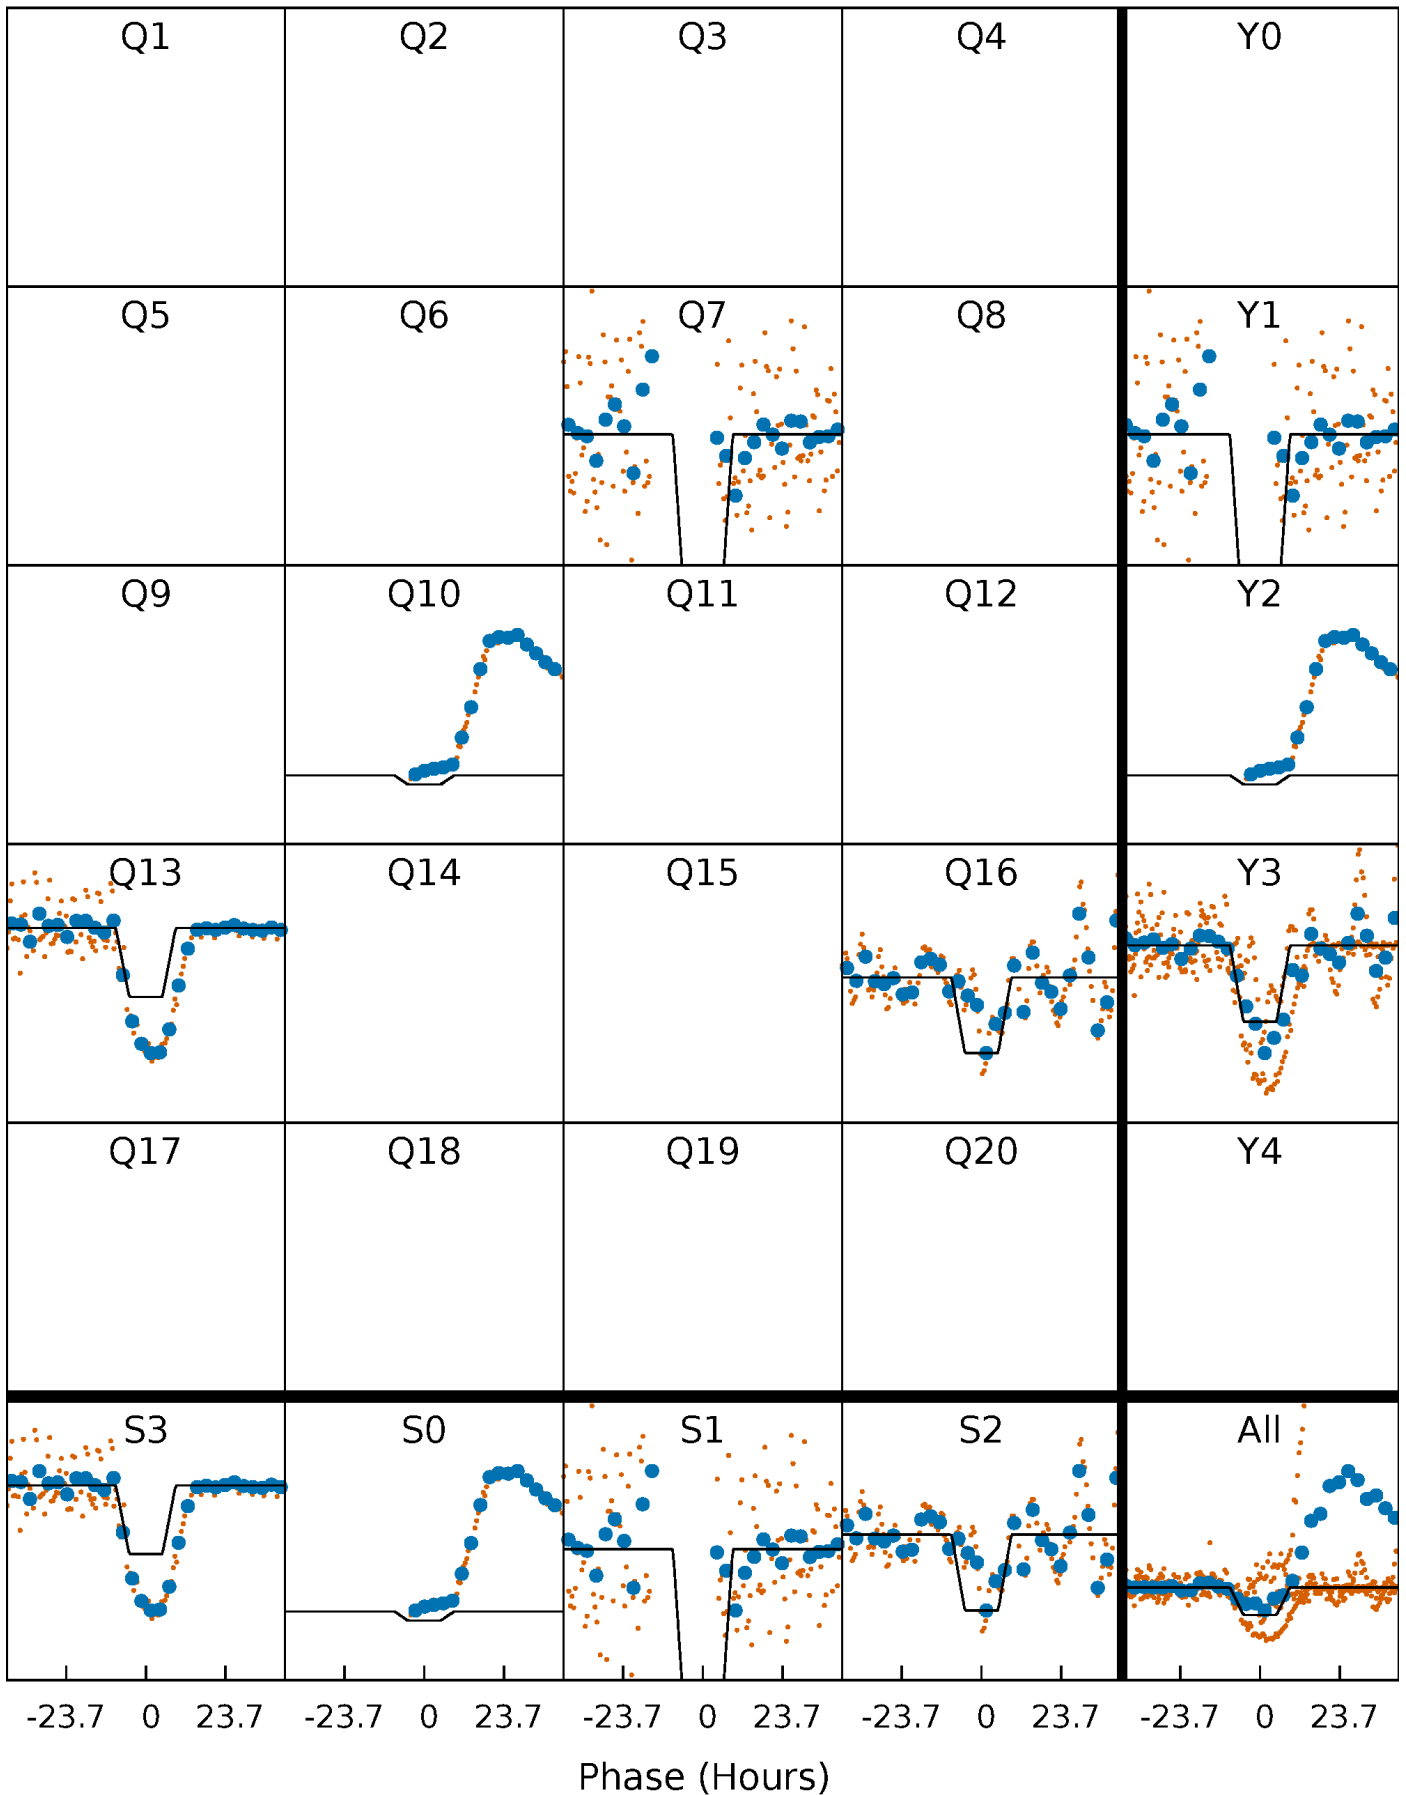 Q1 Q2 Q3 Q4 Y0
Q5 Q6 Q7 Q8 Y1
Q9 Q10 Q11 Q12 Y2
Q13 Q14 Q15 Q16 Y3
Q17 Q18 Q19 Q20 Y4
S3 S0 S1 S2 All
-23.7 0 23.7 -23.7 0 23.7 -23.7 0 23.7 -23.7 0 23.7 -23.7 0 23.7
Phase (Hours)